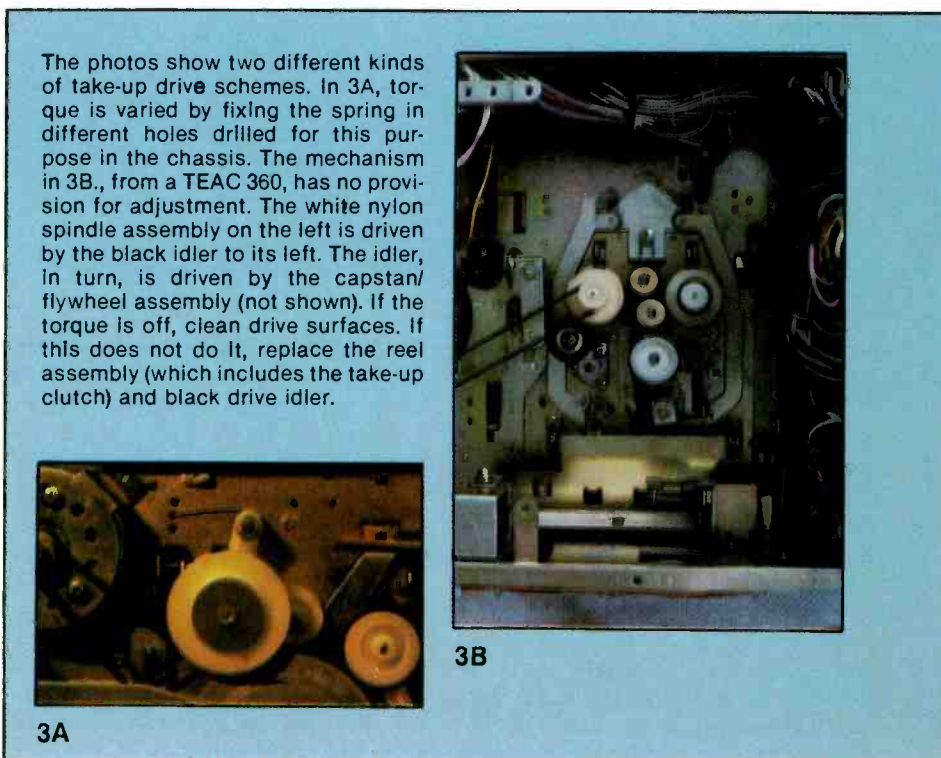 The photos show two different kinds
of take-up drive schemes. In 3A, tor-
que is varied by fixing the spring in
different holes drilled for this pur-
pose in the chassis. The mechanism
in 3B., from a TEAC 360, has no provi-
sion for adjustment. The white nylon
spindle assembly on the left is driven
by the black idler to its left. The idler,
in turn, is driven by the capstan/
flywheel assembly (not shown). If the
torque is off, clean drive surfaces. If
this does not do it, replace the reel
assembly (which includes the take-up
clutch) and black drive idler.
3B
3A